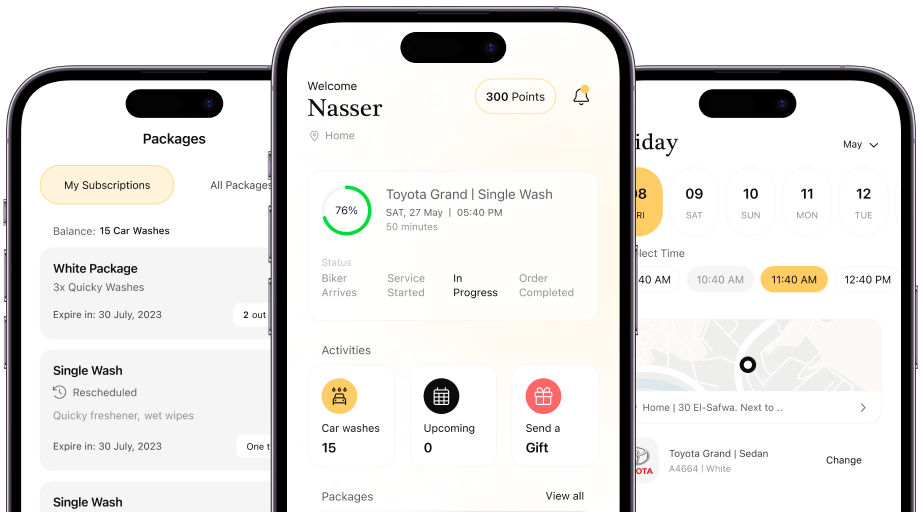 Packages
My Subscriptions
All Packages
Balance: 15 Car Washes
White Package
3x Quicky Washes
Expire in: 30 July, 2023
2 out
Single Wash
Rescheduled
Quicky freshener, wet wipes
Expire in: 30 July, 2023
One t
Single Wash
Welcome
Nasser
Home
300 Points
76%
Toyota Grand | Single Wash
SAT, 27 May | 05:40 PM
50 minutes
Status
Biker Arrives
Service Started
In Progress
Order Completed
Activities
Car washes
15
Upcoming
0
Send a
Gift
Packages
View all
iday
May
08
RI
09
SAT
10
SUN
11
MON
12
TUE
lect Time
40 AM
10:40 AM
11:40 AM
12:40 PM
Home | 30 El-Safwa. Next to ..
OTA
Toyota Grand | Sedan
A4664 | White
Change